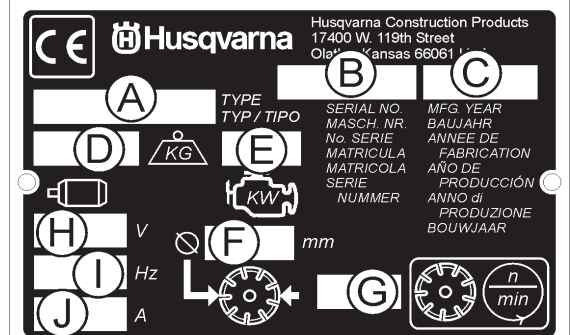 CE
Husqvarna
Husqvarna Construction Products
17400 W. 119th Street
Kansas 66061
A
B
C
TYPE
TYP / TIPO
SERIAL NO.
MASCH. NR.
No. SERIE
MATRICULA
MATRICOLA
SERIE
NUMMER
MFG. YEAR
BAUJAHR
ANNEE DE
FABRICATION
AÑO DE
PRODUCCIÓN
ANNO di
PRODUZIONE
BOUWJAAR
D
KG
E
KW
H
V
F
mm
I
Hz
G
n
min
J
A